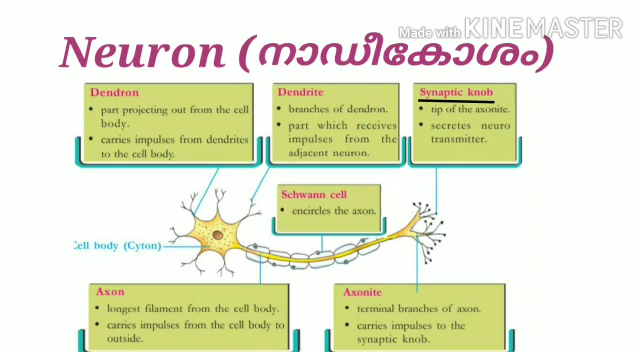 Made with KINEMASTER
Neuron (നാഡീകോശം)
Dendron
• part projecting out from the cell
body.
• carries impulses from dendrites
to the cell body.
Dendrite
• branches of dendron.
• part which receives
impulses from the
adjacent neuron.
Synaptic knob
• tip of the axonite.
• secretes neuro
transmitter.
Schwann cell
• encircles the axon.
Cell body (Cyton)
Axon
• longest filament from the cell body.
• carries impulses from the cell body to
outside.
Axonite
• terminal branches of axon.
• carries impulses to the
synaptic knob.